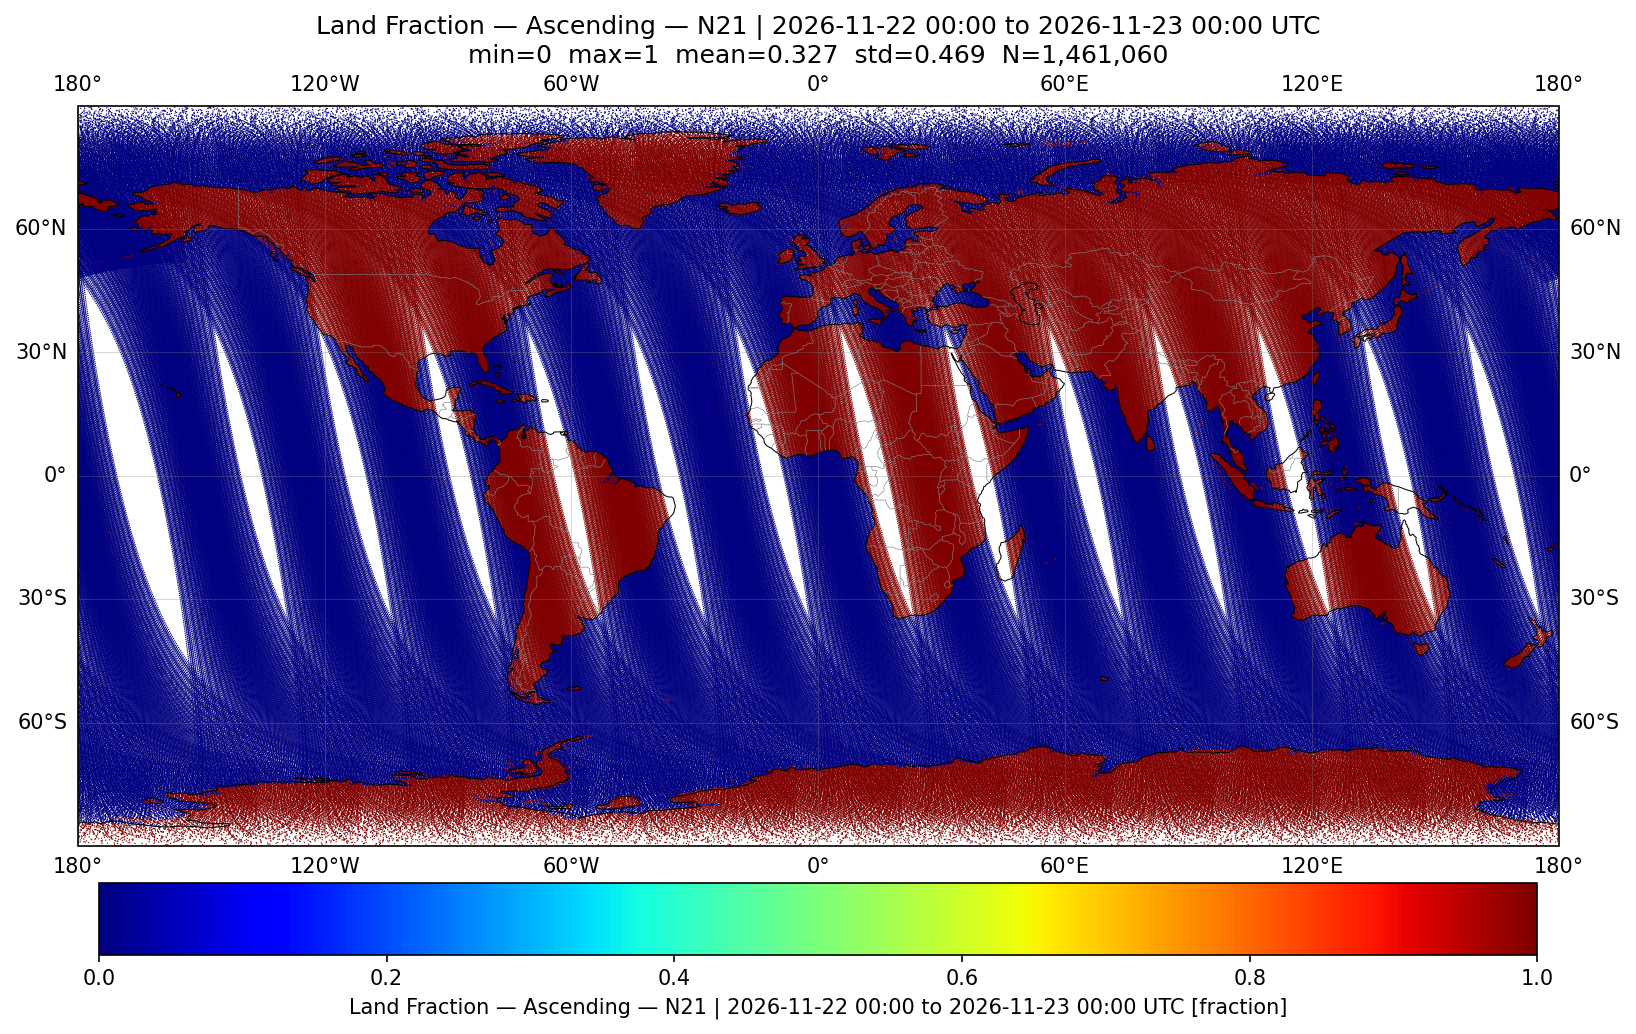 Land Fraction — Ascending — N21 | 2026-11-22 00:00 to 2026-11-23 00:00 UTC
min=0 max=1 mean=0.327 std=0.469 N=1,461,060
180° 120°W 60°W 0° 60°E 120°E 180°
60°N 60°N
30°N 30°N
0° 0°
30°S 30°S
60°S 60°S
180° 120°W 60°W 0° 60°E 120°E 180°
0.0 0.2 0.4 0.6 0.8 1.0
Land Fraction — Ascending — N21 | 2026-11-22 00:00 to 2026-11-23 00:00 UTC [fraction]